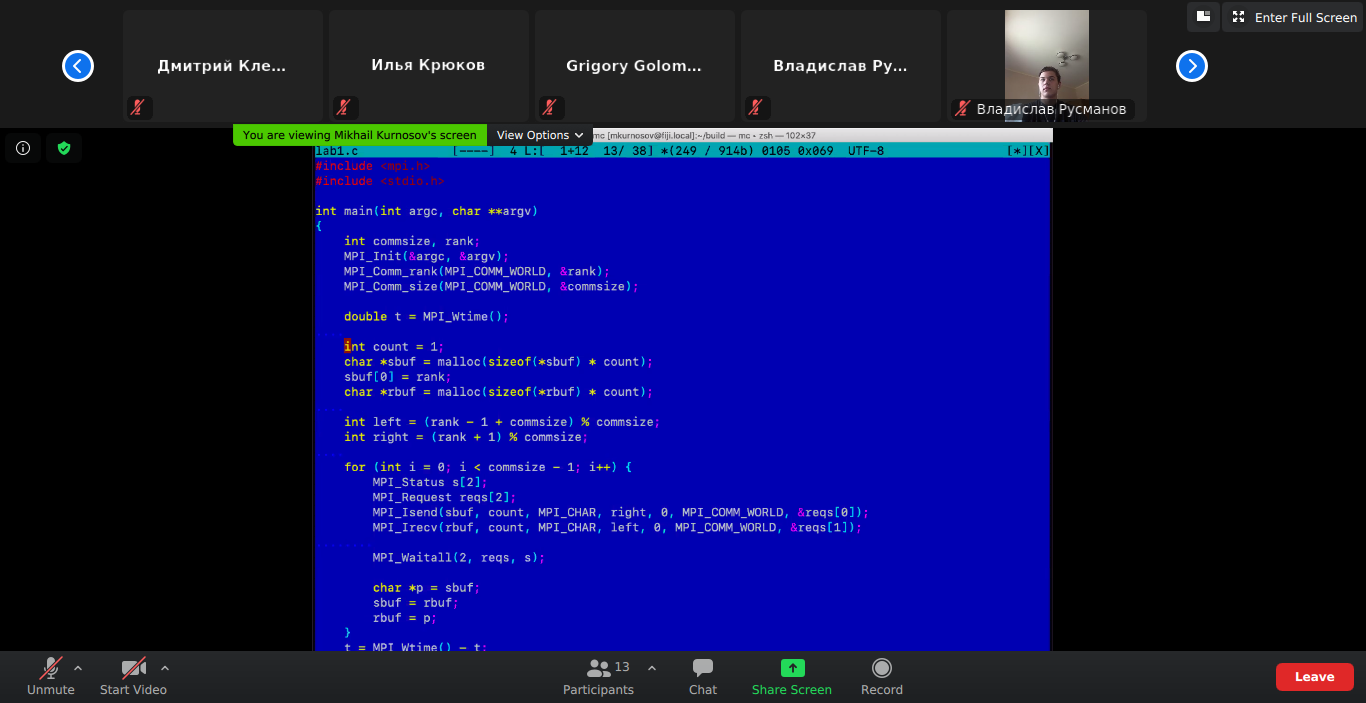 Enter Full Screen
Дмитрий Кле...
Илья Крюков
Grigory Golom...
Владислав Ру...
Владислав Русманов
You are viewing Mikhail Kurnosov's screen
View Options
mc [mkurnosov@fiji.local]:~/build — mc • zsh — 102×37
lab1.c [----] 4 L:[ 1+12 13/ 38] *(249 / 914b) 0105 0x069 UTF-8 [*][X]
#include <mpi.h>
#include <stdio.h>
int main(int argc, char **argv)
{
int commsize, rank;
MPI_Init(&argc, &argv);
MPI_Comm_rank(MPI_COMM_WORLD, &rank);
MPI_Comm_size(MPI_COMM_WORLD, &commsize);
double t = MPI_Wtime();
int count = 1;
char *sbuf = malloc(sizeof(*sbuf) * count);
sbuf[0] = rank;
char *rbuf = malloc(sizeof(*rbuf) * count);
int left = (rank - 1 + commsize) % commsize;
int right = (rank + 1) % commsize;
for (int i = 0; i < commsize - 1; i++) {
MPI_Status s[2];
MPI_Request reqs[2];
MPI_Isend(sbuf, count, MPI_CHAR, right, 0, MPI_COMM_WORLD, &reqs[0]);
MPI_Irecv(rbuf, count, MPI_CHAR, left, 0, MPI_COMM_WORLD, &reqs[1]);
MPI_Waitall(2, reqs, s);
char *p = sbuf;
sbuf = rbuf;
rbuf = p;
}
t = MPI_Wtime() - t;
Unmute
Start Video
13
Participants
Chat
Share Screen
Record
Leave